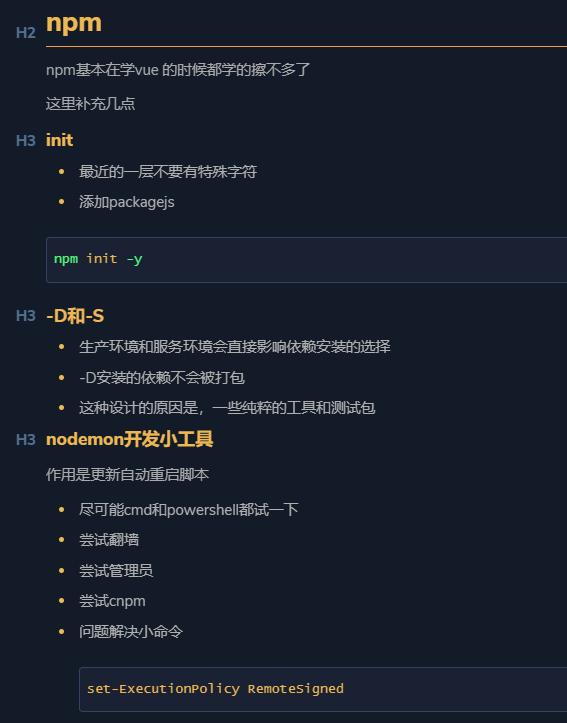 H2 npm
npm基本在学vue 的时候都学的擦不多了
这里补充几点
H3 init
最近的一层不要有特殊字符
添加packagejs
npm init -y
H3 -D和-S
生产环境和服务环境会直接影响依赖安装的选择
-D安装的依赖不会被打包
这种设计的原因是，一些纯粹的工具和测试包
H3 nodemon开发小工具
作用是更新自动重启脚本
尽可能cmd和powershell都试一下
尝试翻墙
尝试管理员
尝试cnpm
问题解决小命令
set-ExecutionPolicy RemoteSigned